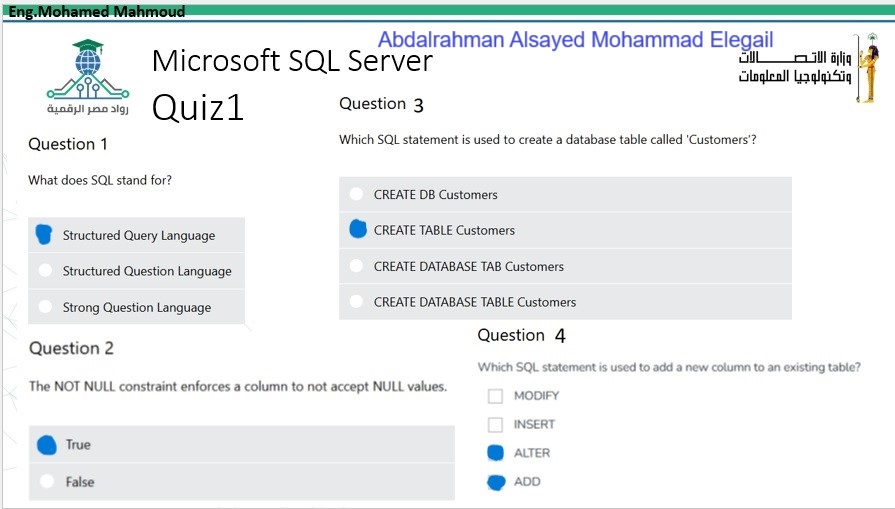 Eng.Mohamed Mahmoud
Abdalrahman Alsayed Mohammad Elegail
Microsoft SQL Server
Quiz1
رواد مصر الرقمية
وزارة الاتصــالات
وتكنولوجيا المعلومات
Question 1
What does SQL stand for?
Structured Query Language
Structured Question Language
Strong Question Language
Question 2
The NOT NULL constraint enforces a column to not accept NULL values.
True
False
Question 3
Which SQL statement is used to create a database table called 'Customers'?
CREATE DB Customers
CREATE TABLE Customers
CREATE DATABASE TAB Customers
CREATE DATABASE TABLE Customers
Question 4
Which SQL statement is used to add a new column to an existing table?
MODIFY
INSERT
ALTER
ADD